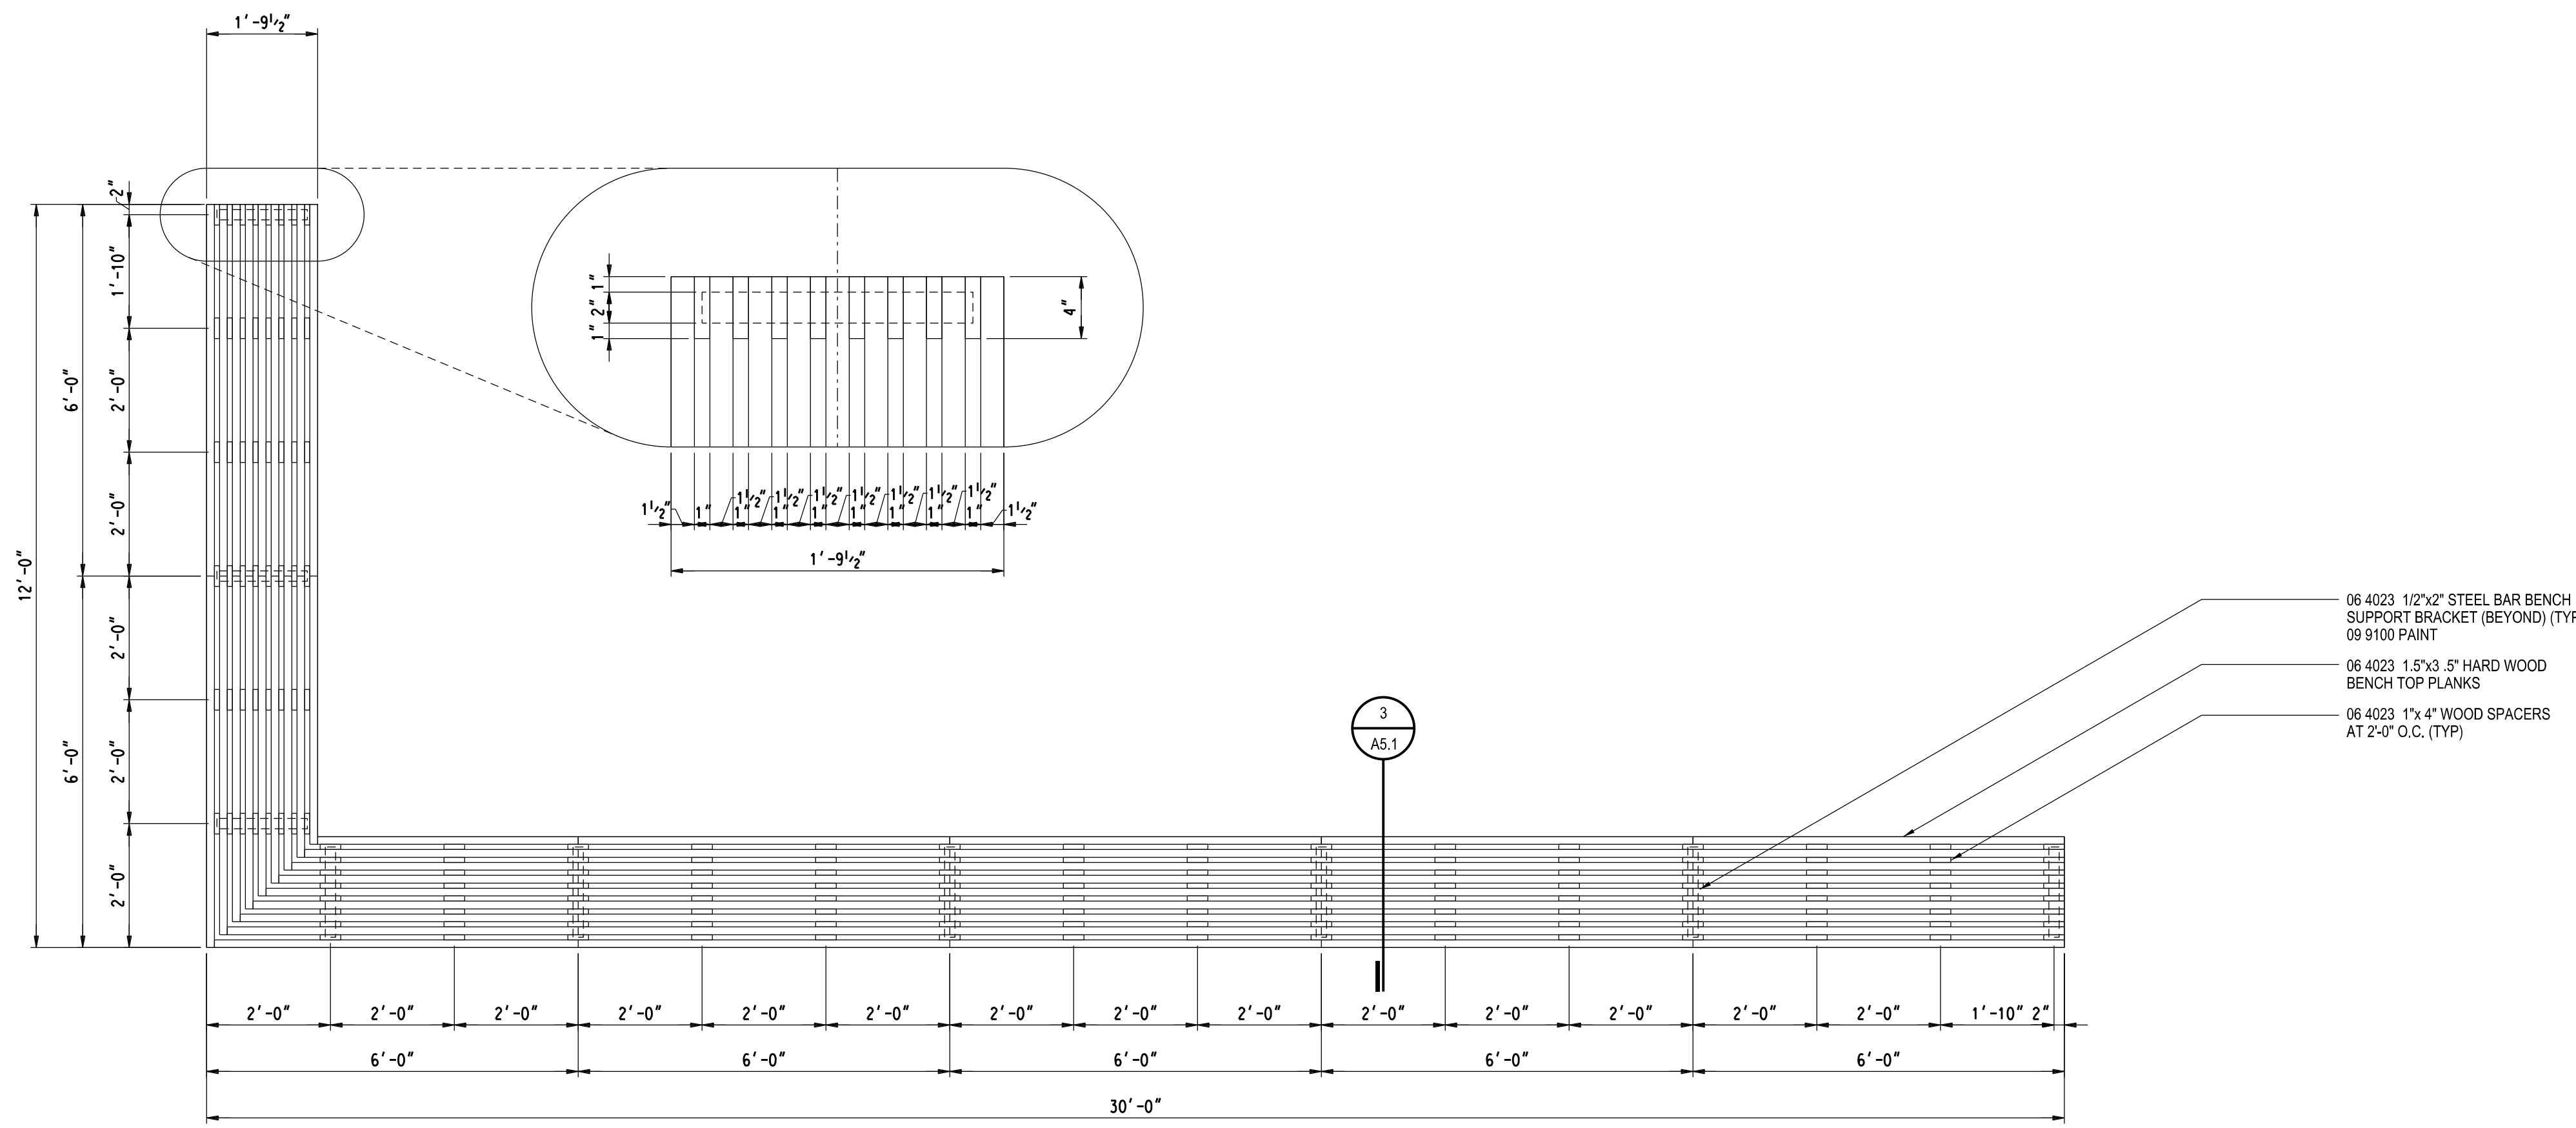 1'-9½"
2"
1'-10"
2'-0"
2'-0"
2'-0"
2'-0"
2'-0"
6'-0"
6'-0"
12'-0"
1"
2"
1"
4"
1½" 1" 1½" 1" 1½" 1" 1½" 1" 1½" 1" 1½" 1" 1½" 1" 1½" 1" 1½"
1'-9½"
06 4023 1/2"x2" STEEL BAR BENCH
SUPPORT BRACKET (BEYOND) (TYP
09 9100 PAINT
06 4023 1.5"x3 .5" HARD WOOD
BENCH TOP PLANKS
06 4023 1"x 4" WOOD SPACERS
AT 2'-0" O.C. (TYP)
3
A5.1
2'-0" 2'-0" 2'-0" 2'-0" 2'-0" 2'-0" 2'-0" 2'-0" 2'-0" 2'-0" 2'-0" 2'-0" 2'-0" 2'-0" 1'-10" 2"
6'-0" 6'-0" 6'-0" 6'-0" 6'-0"
30'-0"